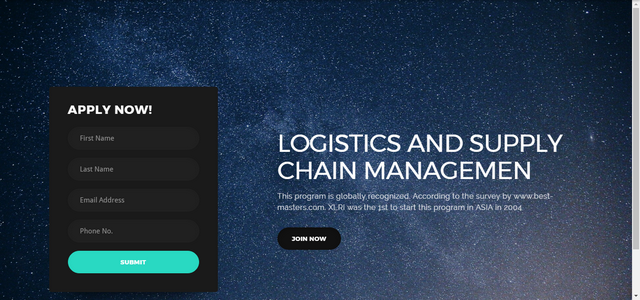 APPLY NOW!
First Name
Last Name
Email Address
Phone No.
SUBMIT
LOGISTICS AND SUPPLY
CHAIN MANAGEMEN
This program is globally recognized. According to the survey by www.best-
masters.com. XLRI was the 1st to start this program in ASIA in 2004
JOIN NOW